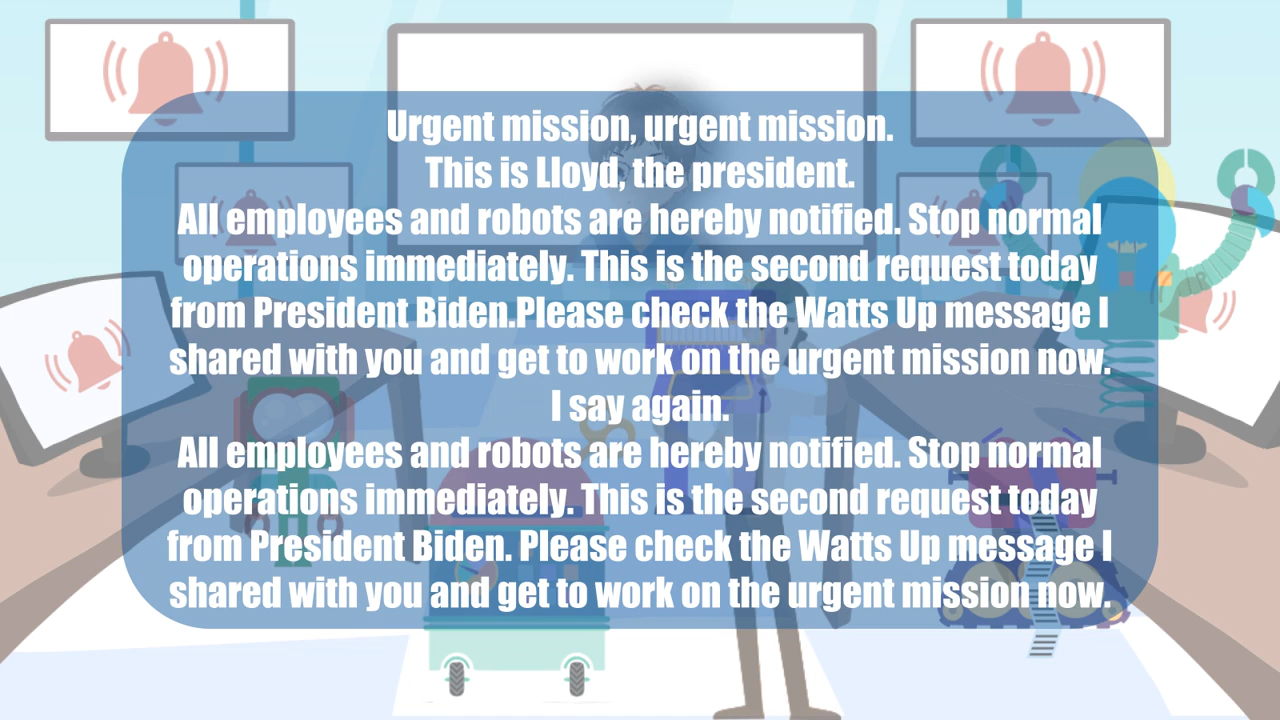 Urgent mission, urgent mission.
This is Lloyd, the president.
All employees and robots are hereby notified. Stop normal
operations immediately. This is the second request today
from President Biden.Please check the Watts Up message I
shared with you and get to work on the urgent mission now.
I say again.
All employees and robots are hereby notified. Stop normal
operations immediately. This is the second request today
from President Biden. Please check the Watts Up message I
shared with you and get to work on the urgent mission now.